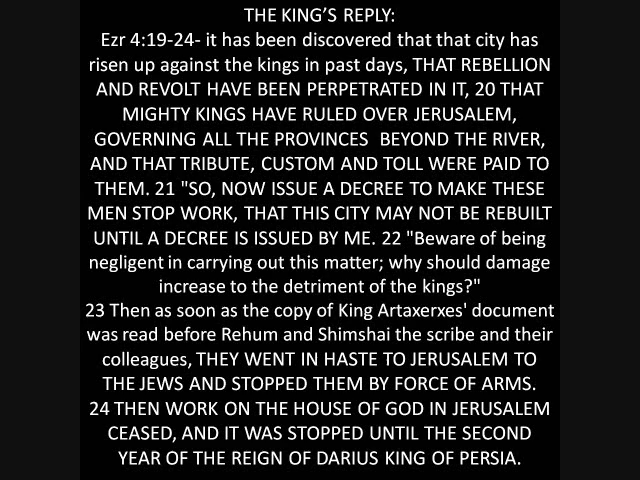 THE KING’S REPLY:
Ezr 4:19-24- it has been discovered that that city has
risen up against the kings in past days, THAT REBELLION
AND REVOLT HAVE BEEN PERPETRATED IN IT, 20 THAT
MIGHTY KINGS HAVE RULED OVER JERUSALEM,
GOVERNING ALL THE PROVINCES  BEYOND THE RIVER,
AND THAT TRIBUTE, CUSTOM AND TOLL WERE PAID TO
THEM. 21 "SO, NOW ISSUE A DECREE TO MAKE THESE
MEN STOP WORK, THAT THIS CITY MAY NOT BE REBUILT
UNTIL A DECREE IS ISSUED BY ME. 22 "Beware of being
negligent in carrying out this matter; why should damage
increase to the detriment of the kings?"
23 Then as soon as the copy of King Artaxerxes' document
was read before Rehum and Shimshai the scribe and their
colleagues, THEY WENT IN HASTE TO JERUSALEM TO
THE JEWS AND STOPPED THEM BY FORCE OF ARMS.
24 THEN WORK ON THE HOUSE OF GOD IN JERUSALEM
CEASED, AND IT WAS STOPPED UNTIL THE SECOND
YEAR OF THE REIGN OF DARIUS KING OF PERSIA.